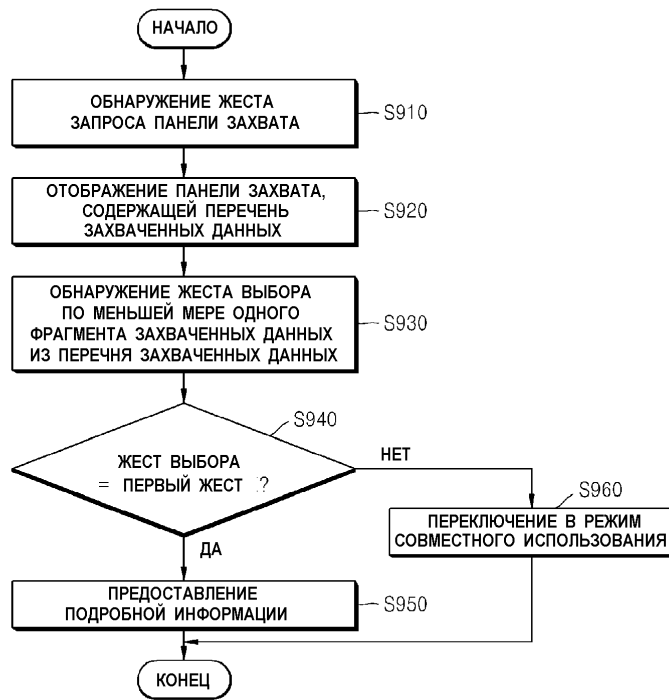 НАЧАЛО
ОБНАРУЖЕНИЕ ЖЕСТА
ЗАПРОСА ПАНЕЛИ ЗАХВАТА
S910
ОТОБРАЖЕНИЕ ПАНЕЛИ ЗАХВАТА,
СОДЕРЖАЩЕЙ ПЕРЕЧЕНЬ
ЗАХВАЧЕННЫХ ДАННЫХ
S920
ОБНАРУЖЕНИЕ ЖЕСТА ВЫБОРА
ПО МЕНЬШЕЙ МЕРЕ ОДНОГО
ФРАГМЕНТА ЗАХВАЧЕННЫХ ДАННЫХ
ИЗ ПЕРЕЧНЯ ЗАХВАЧЕННЫХ ДАННЫХ
S930
S940
ЖЕСТ ВЫБОРА
= ПЕРВЫЙ ЖЕСТ ?
НЕТ
S960
ПЕРЕКЛЮЧЕНИЕ В РЕЖИМ
СОВМЕСТНОГО ИСПОЛЬЗОВАНИЯ
ДА
ПРЕДОСТАВЛЕНИЕ
ПОДРОБНОЙ ИНФОРМАЦИИ
S950
КОНЕЦ